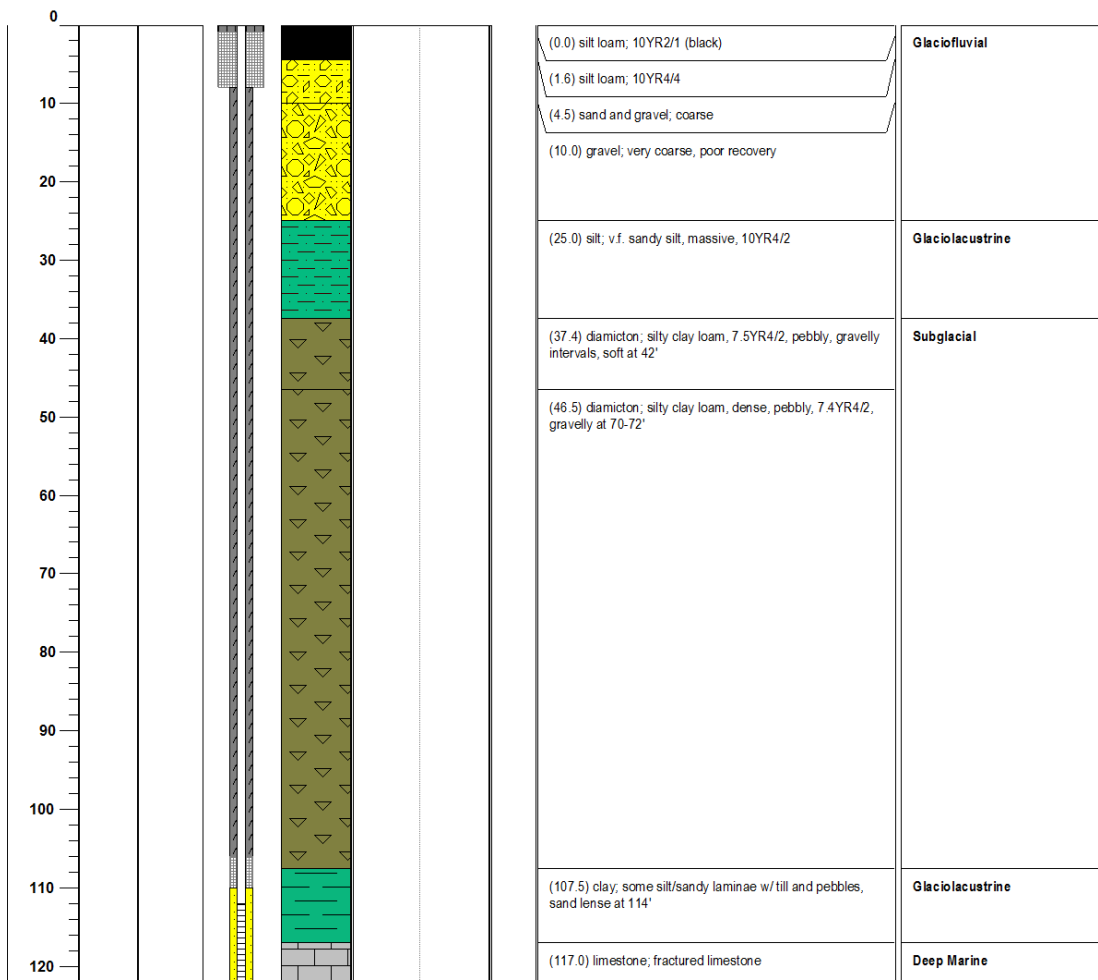 0
10
20
30
40
50
60
70
80
90
100
110
120
(0.0) silt loam; 10YR2/1 (black)
(1.6) silt loam; 10YR4/4
(4.5) sand and gravel; coarse
(10.0) gravel; very coarse, poor recovery
Glaciofluvial
(25.0) silt; v.f. sandy silt, massive, 10YR4/2
Glaciolacustrine
(37.4) diamicton; silty clay loam, 7.5YR4/2, pebbly, gravelly
intervals, soft at 42'
Subglacial
(46.5) diamicton; silty clay loam, dense, pebbly, 7.4YR4/2,
gravelly at 70-72'
(107.5) clay; some silt/sandy laminae w/ till and pebbles,
sand lense at 114'
Glaciolacustrine
(117.0) limestone; fractured limestone
Deep Marine